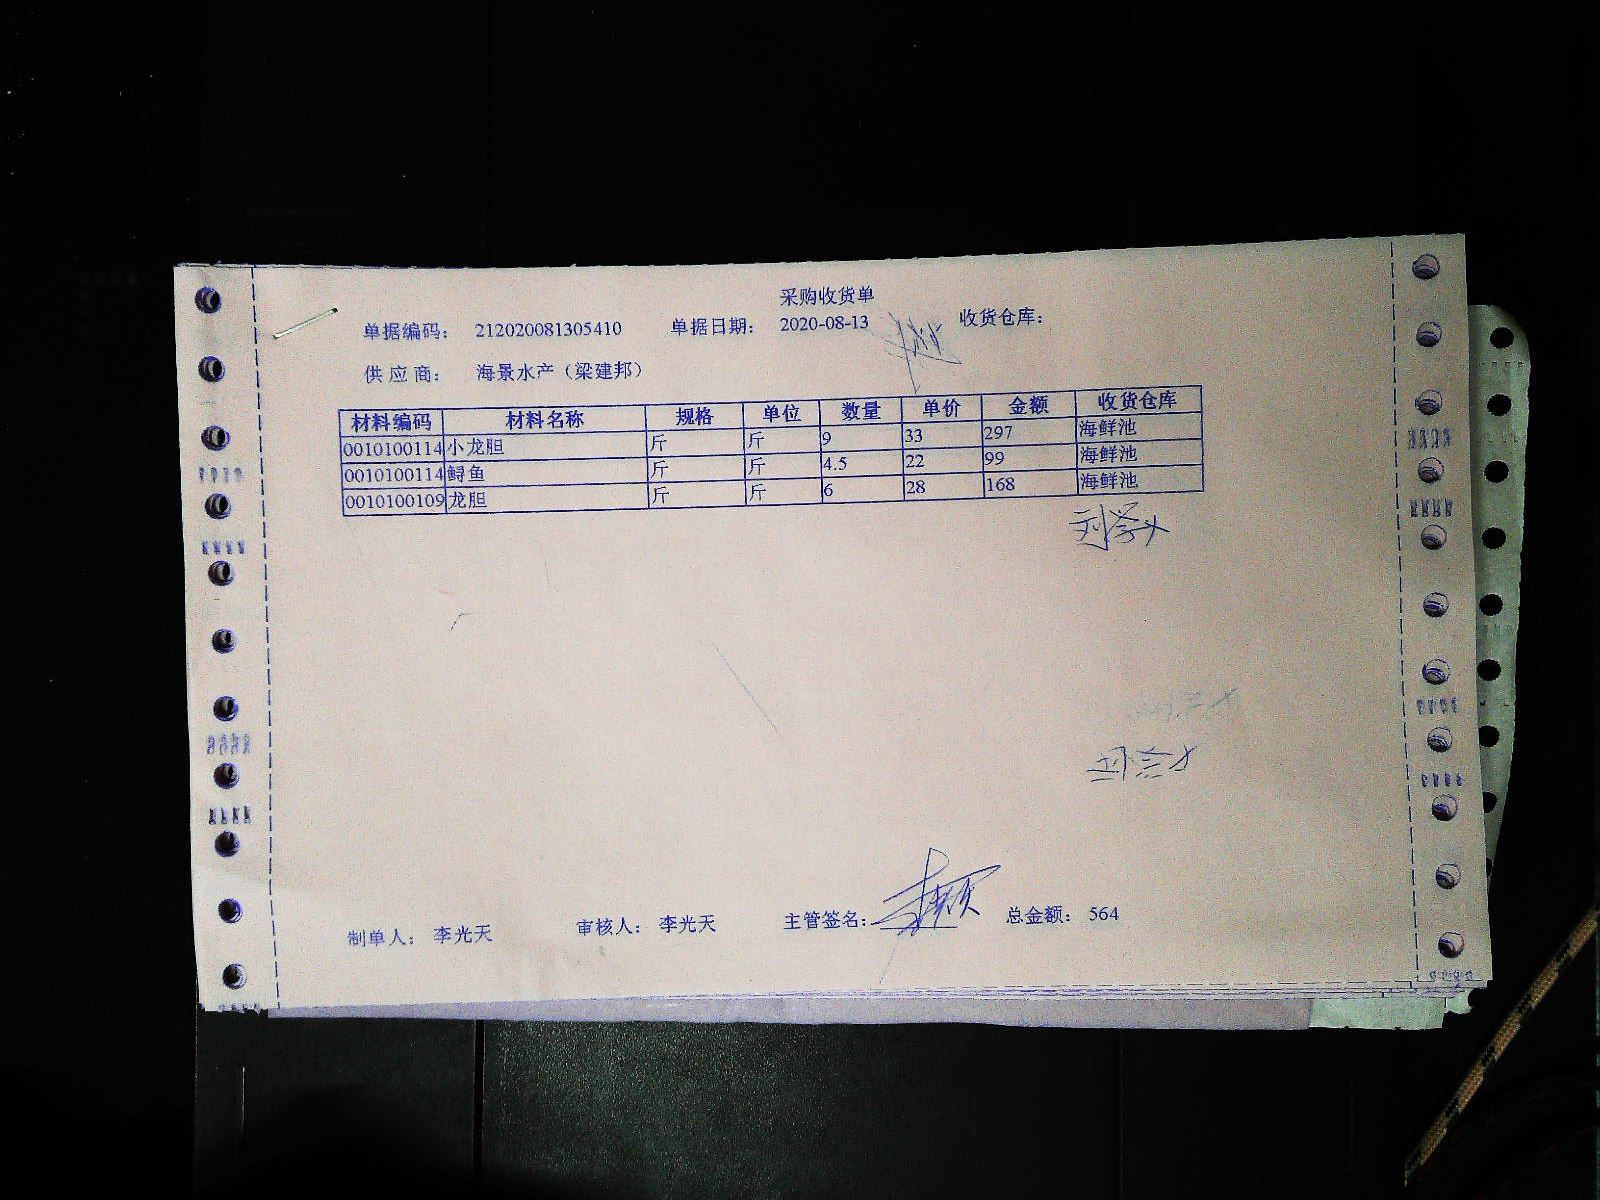 采购收货单
单据编码： 212020081305410 单据日期： 2020-08-13 收货仓库：
供 应 商： 海景水产（梁建邦）
材料编码 材料名称 规格 单位 数量 单价 金额 收货仓库
0010100114 小龙胆 斤 斤 9 33 297 海鲜池
0010100114 鲟鱼 斤 斤 4.5 22 99 海鲜池
0010100109 龙胆 斤 斤 6 28 168 海鲜池
制单人： 李光天 审核人： 李光天 主管签名： 总金额： 564